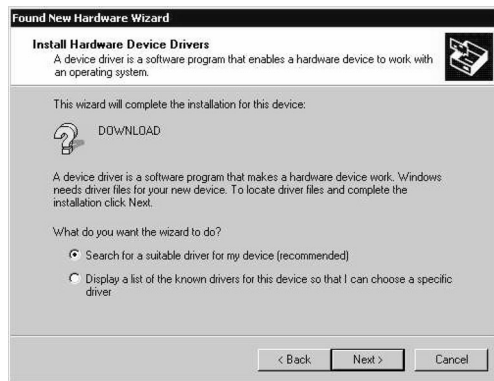 Found New Hardware Wizard
Install Hardware Device Drivers
A device driver is a software program that enables a hardware device to work with
an operating system.
This wizard will complete the installation for this device:
DOWNLOAD
A device driver is a software program that makes a hardware device work. Windows
needs driver files for your new device. To locate driver files and complete the
installation click Next.
What do you want the wizard to do?
Search for a suitable driver for my device (recommended)
Display a list of the known drivers for this device so that I can choose a specific
driver
< Back Next > Cancel